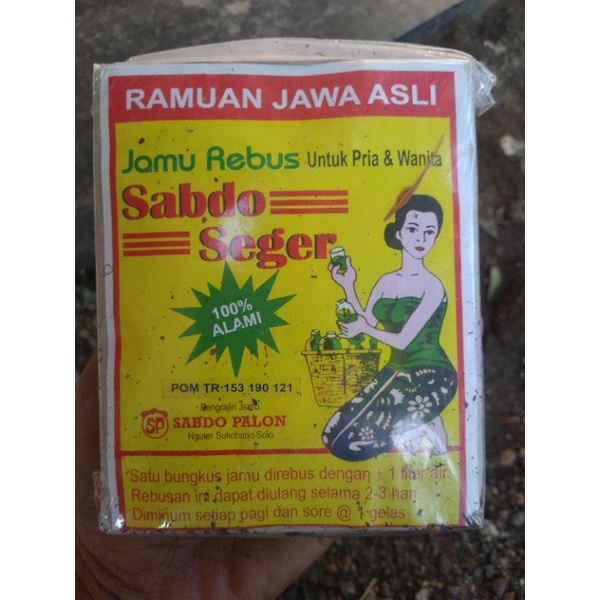 RAMUAN JAWA ASLI
Jamu Rebus Untuk Pria & Wanita
Sabdo
Seger
100%
ALAMI
POM TR 153 190 121
Pengrajin Jamu
SP SABDO PALON
Nguter Sukoharjo Solo
Satu bungkus jamu direbus dengan ± 1 liter air.
Rebusan ini dapat diulang selama 2-3 hari
Diminum setiap pagi dan sore @ 1 gelas